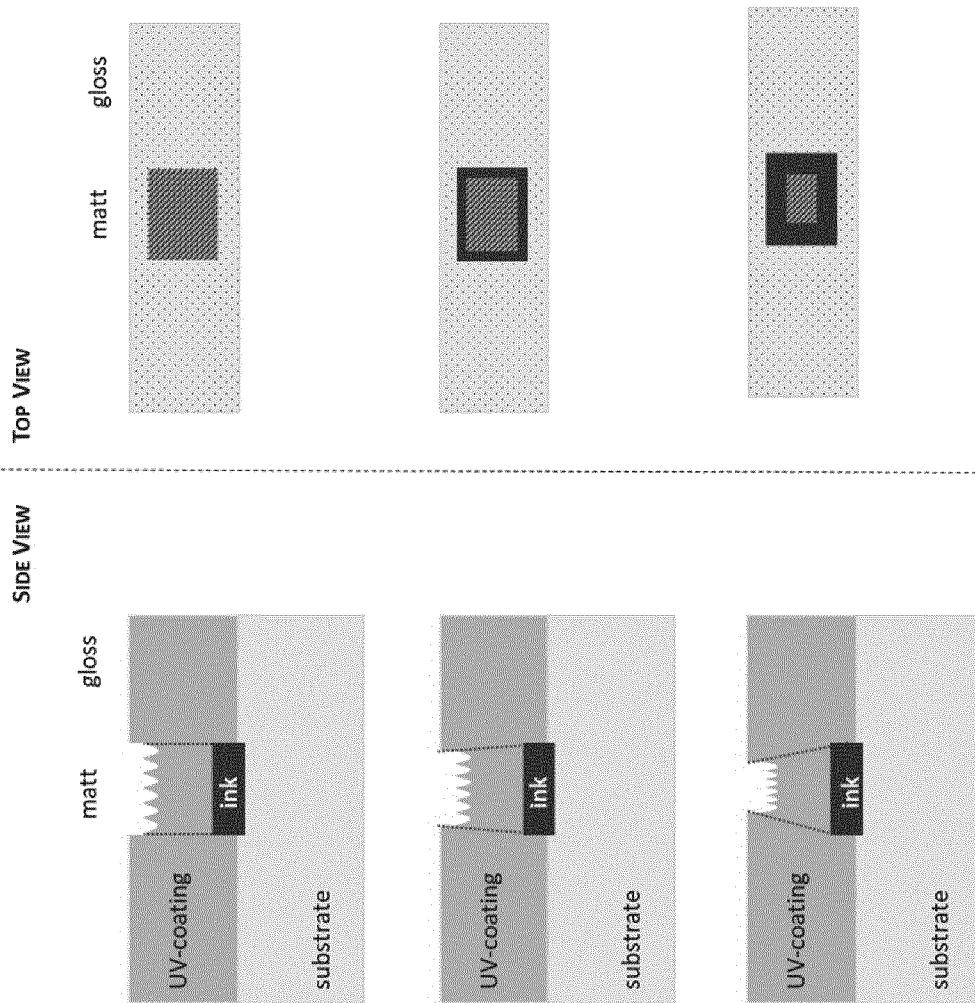 TOP VIEW
matt
gloss
SIDE VIEW
matt
gloss
UV-coating
ink
substrate
UV-coating
ink
substrate
UV-coating
ink
substrate